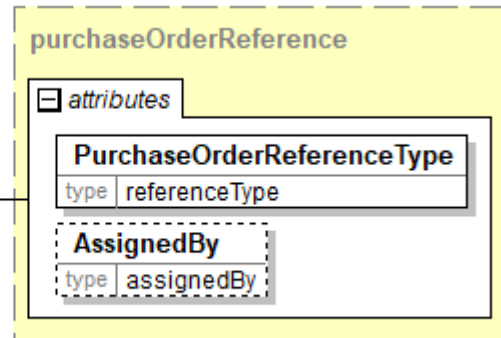 purchaseOrderReference
attributes
PurchaseOrderReferenceType
type referenceType
AssignedBy
type assignedBy